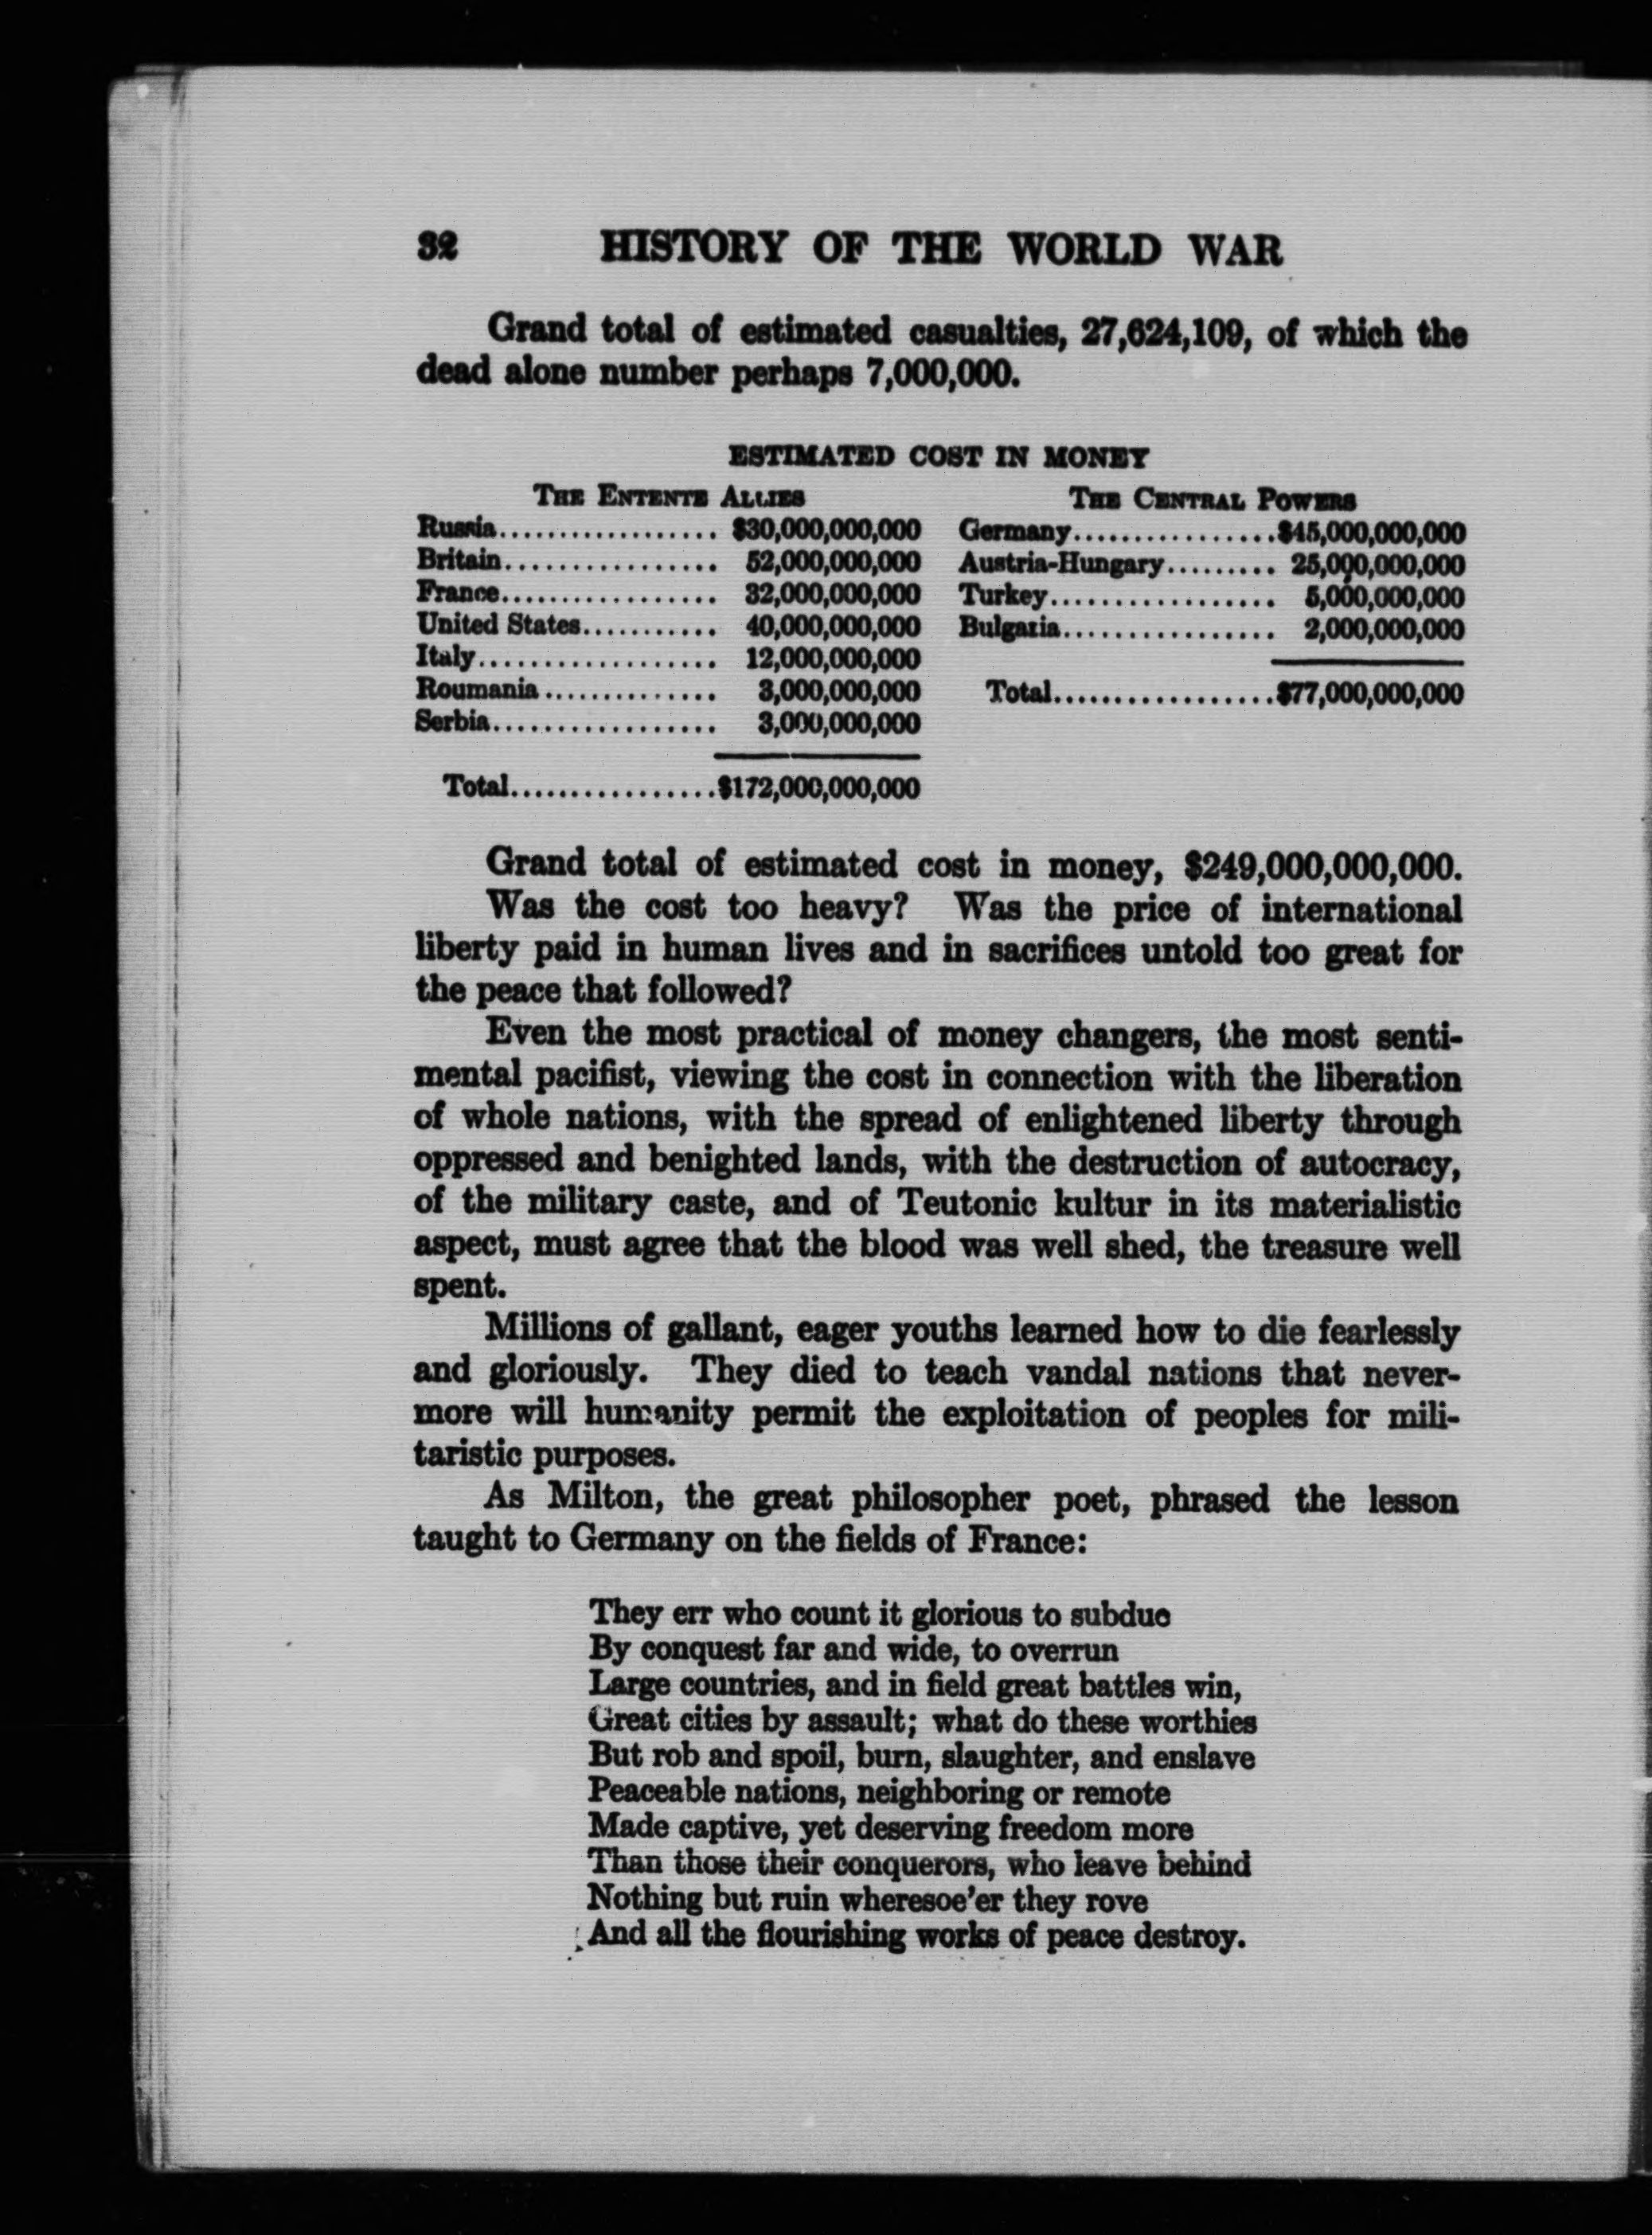 32 HISTORY OF THE WORLD WAR
Grand total of estimated casualties, 27,624,109, of which the
dead alone number perhaps 7,000,000.
ESTIMATED COST IN MONEY
THE ENTENTE ALLIES
Russia.................. $30,000,000,000
Britain................. 52,000,000,000
France.................. 32,000,000,000
United States........... 40,000,000,000
Italy................... 12,000,000,000
Roumania.............. 3,000,000,000
Serbia.................. 3,000,000,000
Total.................$172,000,000,000
THE CENTRAL POWERS
Germany.................$45,000,000,000
Austria-Hungary......... 25,000,000,000
Turkey.................. 5,000,000,000
Bulgaria................. 2,000,000,000
Total..................$77,000,000,000
Grand total of estimated cost in money, $249,000,000,000.
Was the cost too heavy? Was the price of international
liberty paid in human lives and in sacrifices untold too great for
the peace that followed?
Even the most practical of money changers, the most senti-
mental pacifist, viewing the cost in connection with the liberation
of whole nations, with the spread of enlightened liberty through
oppressed and benighted lands, with the destruction of autocracy,
of the military caste, and of Teutonic kultur in its materialistic
aspect, must agree that the blood was well shed, the treasure well
spent.
Millions of gallant, eager youths learned how to die fearlessly
and gloriously. They died to teach vandal nations that never-
more will humanity permit the exploitation of peoples for mili-
taristic purposes.
As Milton, the great philosopher poet, phrased the lesson
taught to Germany on the fields of France:
They err who count it glorious to subdue
By conquest far and wide, to overrun
Large countries, and in field great battles win,
Great cities by assault; what do these worthies
But rob and spoil, burn, slaughter, and enslave
Peaceable nations, neighboring or remote
Made captive, yet deserving freedom more
Than those their conquerors, who leave behind
Nothing but ruin wheresoe'er they rove
And all the flourishing works of peace destroy.